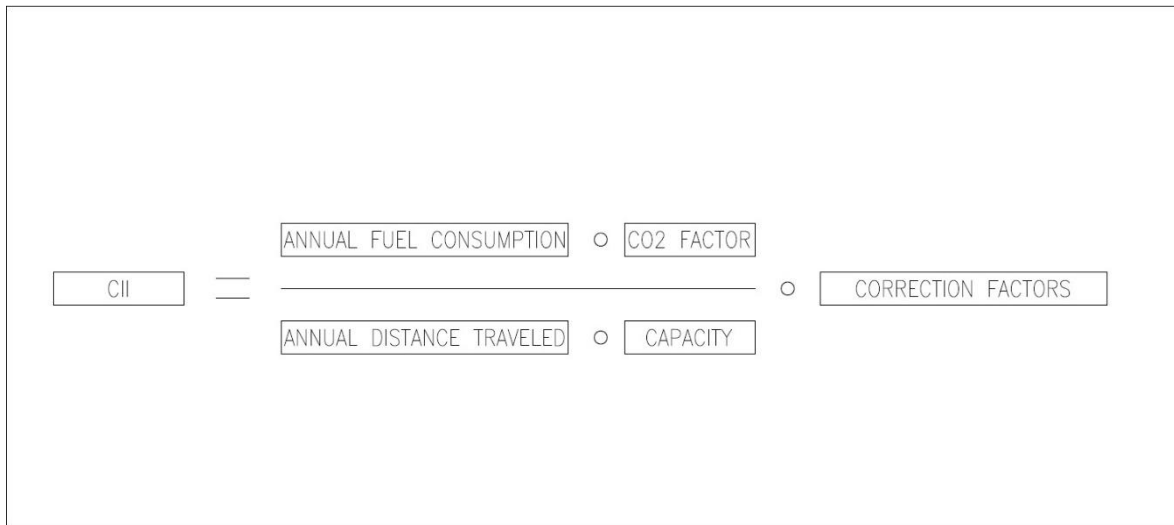 ANNUAL FUEL CONSUMPTION ○ CO2 FACTOR
CII = ○ CORRECTION FACTORS
ANNUAL DISTANCE TRAVELED ○ CAPACITY